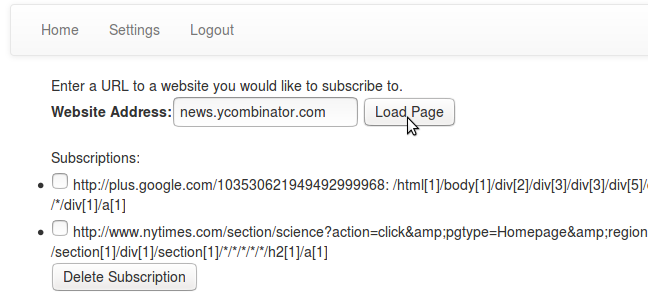 Home Settings Logout
Enter a URL to a website you would like to subscribe to.
Website Address: news.ycombinator.com Load Page
Subscriptions:
http://plus.google.com/103530621949492999968: /html[1]/body[1]/div[2]/div[3]/div[3]/div[5]/
/*/div[1]/a[1]
http://www.nytimes.com/section/science?action=click&amp;pgtype=Homepage&amp;region
/section[1]/div[1]/section[1]/*/*/*/*/*/h2[1]/a[1]
Delete Subscription